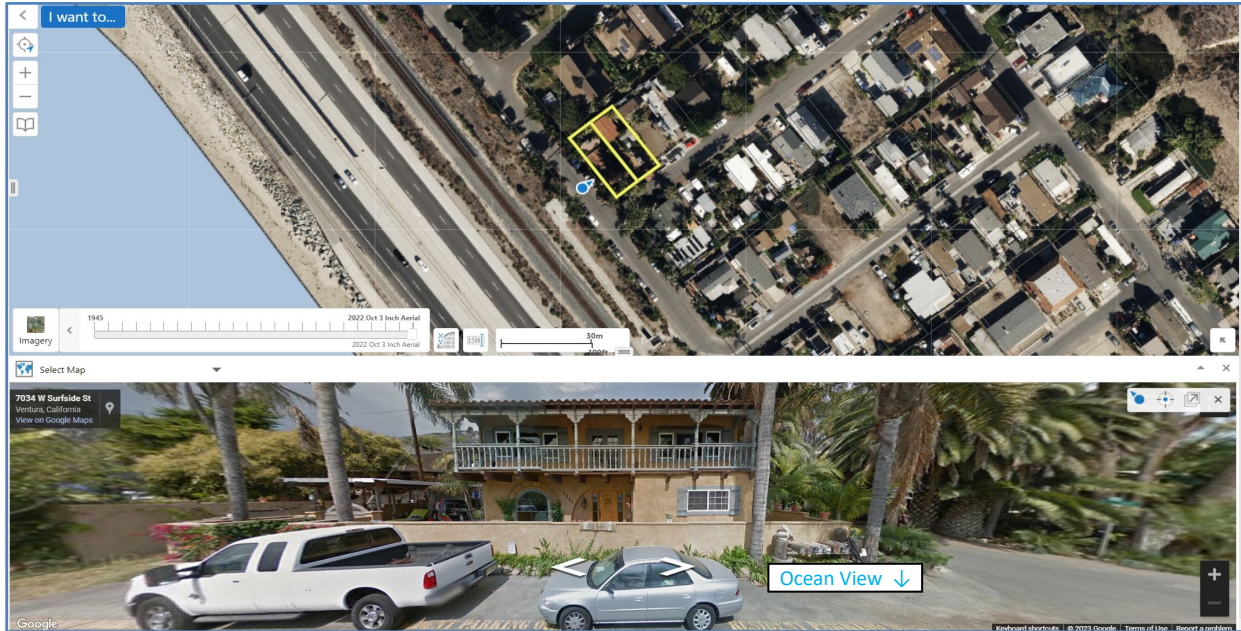 I want to...
1945
2022 Oct 3 Inch Aerial
2022 Oct 3 Inch Aerial
Imagery
30m
100ft
Select Map
7034 W Surfside St
Ventura, California
View on Google Maps
Ocean View ↓
Google
Keyboard shortcuts
© 2023 Google
Terms of Use
Report a problem